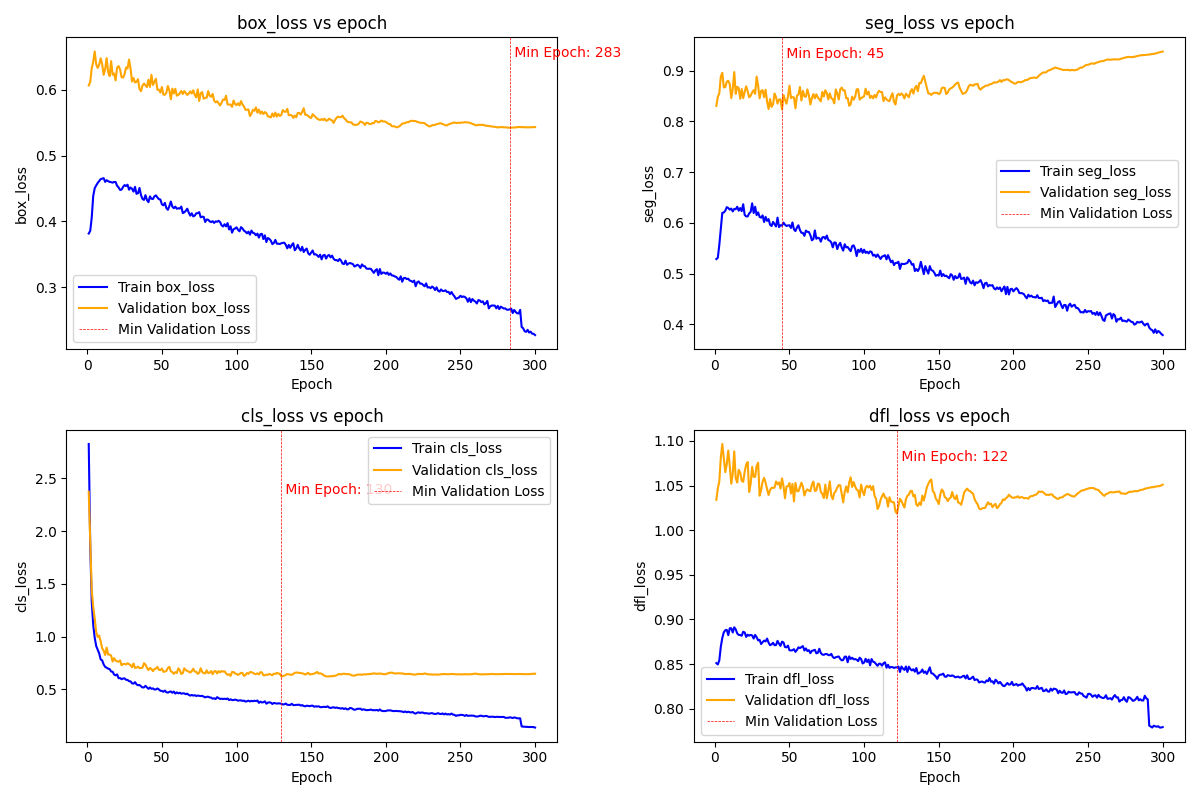 box_loss vs epoch
Min Epoch: 283
0.6
0.5
0.4
0.3
box_loss
Train box_loss
Validation box_loss
Min Validation Loss
0 50 100 150 200 250 300
Epoch
seg_loss vs epoch
Min Epoch: 45
0.9
0.8
0.7
0.6
0.5
0.4
seg_loss
Train seg_loss
Validation seg_loss
Min Validation Loss
0 50 100 150 200 250 300
Epoch
cls_loss vs epoch
Train cls_loss
Validation cls_loss
Min Validation Loss
Min Epoch: 130
2.5
2.0
1.5
1.0
0.5
cls_loss
0 50 100 150 200 250 300
Epoch
dfl_loss vs epoch
Min Epoch: 122
1.10
1.05
1.00
0.95
0.90
0.85
0.80
dfl_loss
Train dfl_loss
Validation dfl_loss
Min Validation Loss
0 50 100 150 200 250 300
Epoch